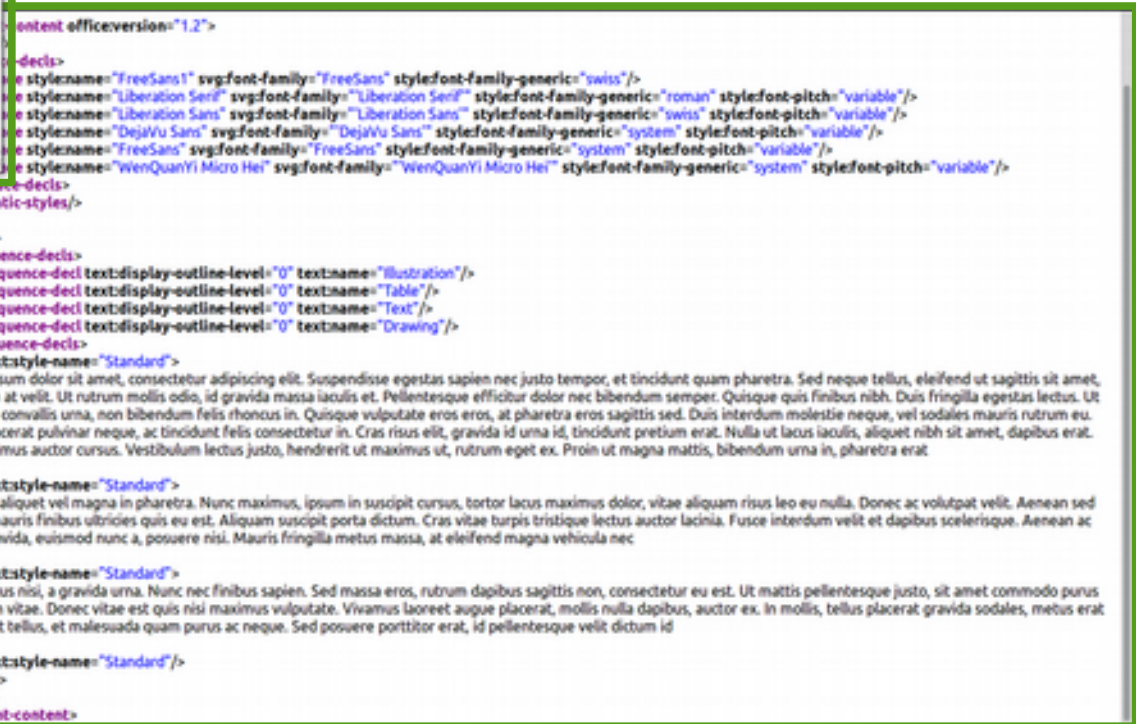 content office:version="1.2">
>
e-decls>
e style:name="FreeSans1" svg:font-family="FreeSans" style:font-family-generic="swiss"/>
e style:name="Liberation Serif" svg:font-family="'Liberation Serif'" style:font-family-generic="roman" style:font-pitch="variable"/>
e style:name="Liberation Sans" svg:font-family="'Liberation Sans'" style:font-family-generic="swiss" style:font-pitch="variable"/>
e style:name="DejaVu Sans" svg:font-family="'DejaVu Sans'" style:font-family-generic="system" style:font-pitch="variable"/>
e style:name="FreeSans" svg:font-family="FreeSans" style:font-family-generic="system" style:font-pitch="variable"/>
e style:name="WenQuanYi Micro Hei" svg:font-family="'WenQuanYi Micro Hei'" style:font-family-generic="system" style:font-pitch="variable"/>
ce-decls>
tic-styles/>
>
ence-decls>
quence-decl text:display-outline-level="0" text:name="Illustration"/>
quence-decl text:display-outline-level="0" text:name="Table"/>
quence-decl text:display-outline-level="0" text:name="Text"/>
quence-decl text:display-outline-level="0" text:name="Drawing"/>
uence-decls>
t:style-name="Standard">
sum dolor sit amet, consectetur adipiscing elit. Suspendisse egestas sapien nec justo tempor, et tincidunt quam pharetra. Sed neque tellus, eleifend ut sagittis sit amet,
at velit. Ut rutrum mollis odio, id gravida massa iaculis et. Pellentesque efficitur dolor nec bibendum semper. Quisque quis finibus nibh. Duis fringilla egestas lectus. Ut
convallis urna, non bibendum felis rhoncus in. Quisque vulputate eros eros, at pharetra eros sagittis sed. Duis interdum molestie neque, vel sodales mauris rutrum eu.
cerat pulvinar neque, ac tincidunt felis consectetur in. Cras risus elit, gravida id urna id, tincidunt pretium erat. Nulla ut lacus iaculis, aliquet nibh sit amet, dapibus erat.
mus auctor cursus. Vestibulum lectus justo, hendrerit ut maximus ut, rutrum eget ex. Proin ut magna mattis, bibendum urna in, pharetra erat
t:style-name="Standard">
aliquet vel magna in pharetra. Nunc maximus, ipsum in suscipit cursus, tortor lacus maximus dolor, vitae aliquam risus leo eu nulla. Donec ac volutpat velit. Aenean sed
auris finibus ultricies quis eu est. Aliquam suscipit porta dictum. Cras vitae turpis tristique lectus auctor lacinia. Fusce interdum velit et dapibus scelerisque. Aenean ac
vida, euismod nunc a, posuere nisi. Mauris fringilla metus massa, at eleifend magna vehicula nec
t:style-name="Standard">
us nisi, a gravida urna. Nunc nec finibus sapien. Sed massa eros, rutrum dapibus sagittis non, consectetur eu est. Ut mattis pellentesque justo, sit amet commodo purus
vitae. Donec vitae est quis nisi maximus vulputate. Vivamus laoreet augue placerat, mollis nulla dapibus, auctor ex. In mollis, tellus placerat gravida sodales, metus erat
t tellus, et malesuada quam purus ac neque. Sed posuere porttitor erat, id pellentesque velit dictum id
t:style-name="Standard"/>
>
t-content>